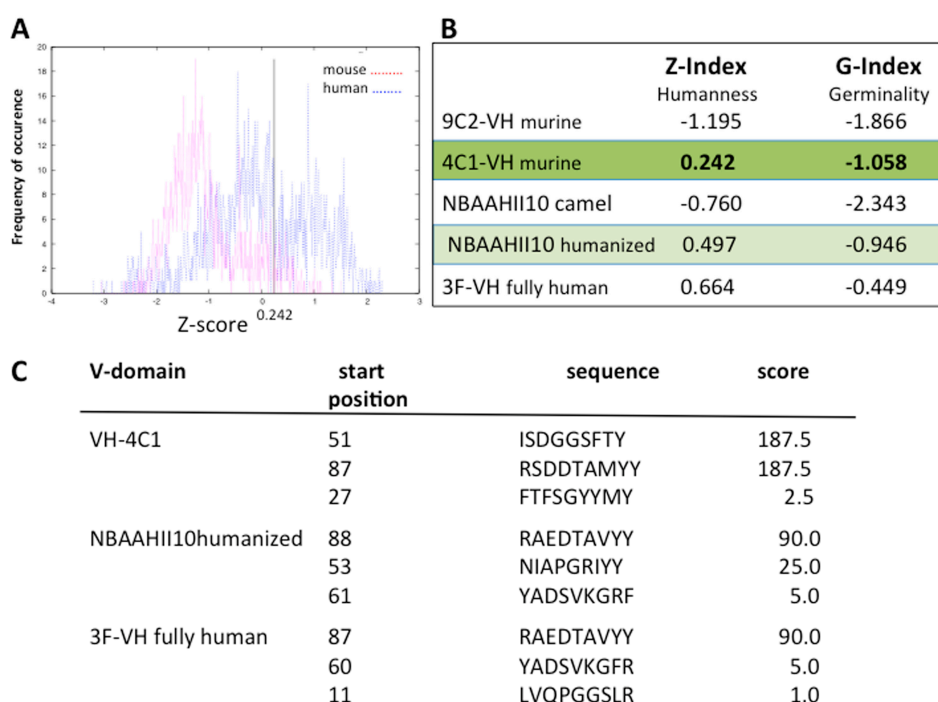 A
Frequency of occurence
20
18
16
14
12
10
8
6
4
2
0
mouse
human
-4 -3 -2 -1 0 1 2 3
Z-score 0.242
B
Z-Index G-Index
Humanness Germinality
9C2-VH murine -1.195 -1.866
4C1-VH murine 0.242 -1.058
NBAAHII10 camel -0.760 -2.343
NBAAHII10 humanized 0.497 -0.946
3F-VH fully human 0.664 -0.449
C
V-domain start position sequence score
VH-4C1 51 ISDGGSFTY 187.5
87 RSDDTAMYY 187.5
27 FTFSGYYMY 2.5
NBAAHII10humanized 88 RAEDTAVYY 90.0
53 NIAPGRIYY 25.0
61 YADSVKGRF 5.0
3F-VH fully human 87 RAEDTAVYY 90.0
60 YADSVKGFR 5.0
11 LVQPGGSLR 1.0